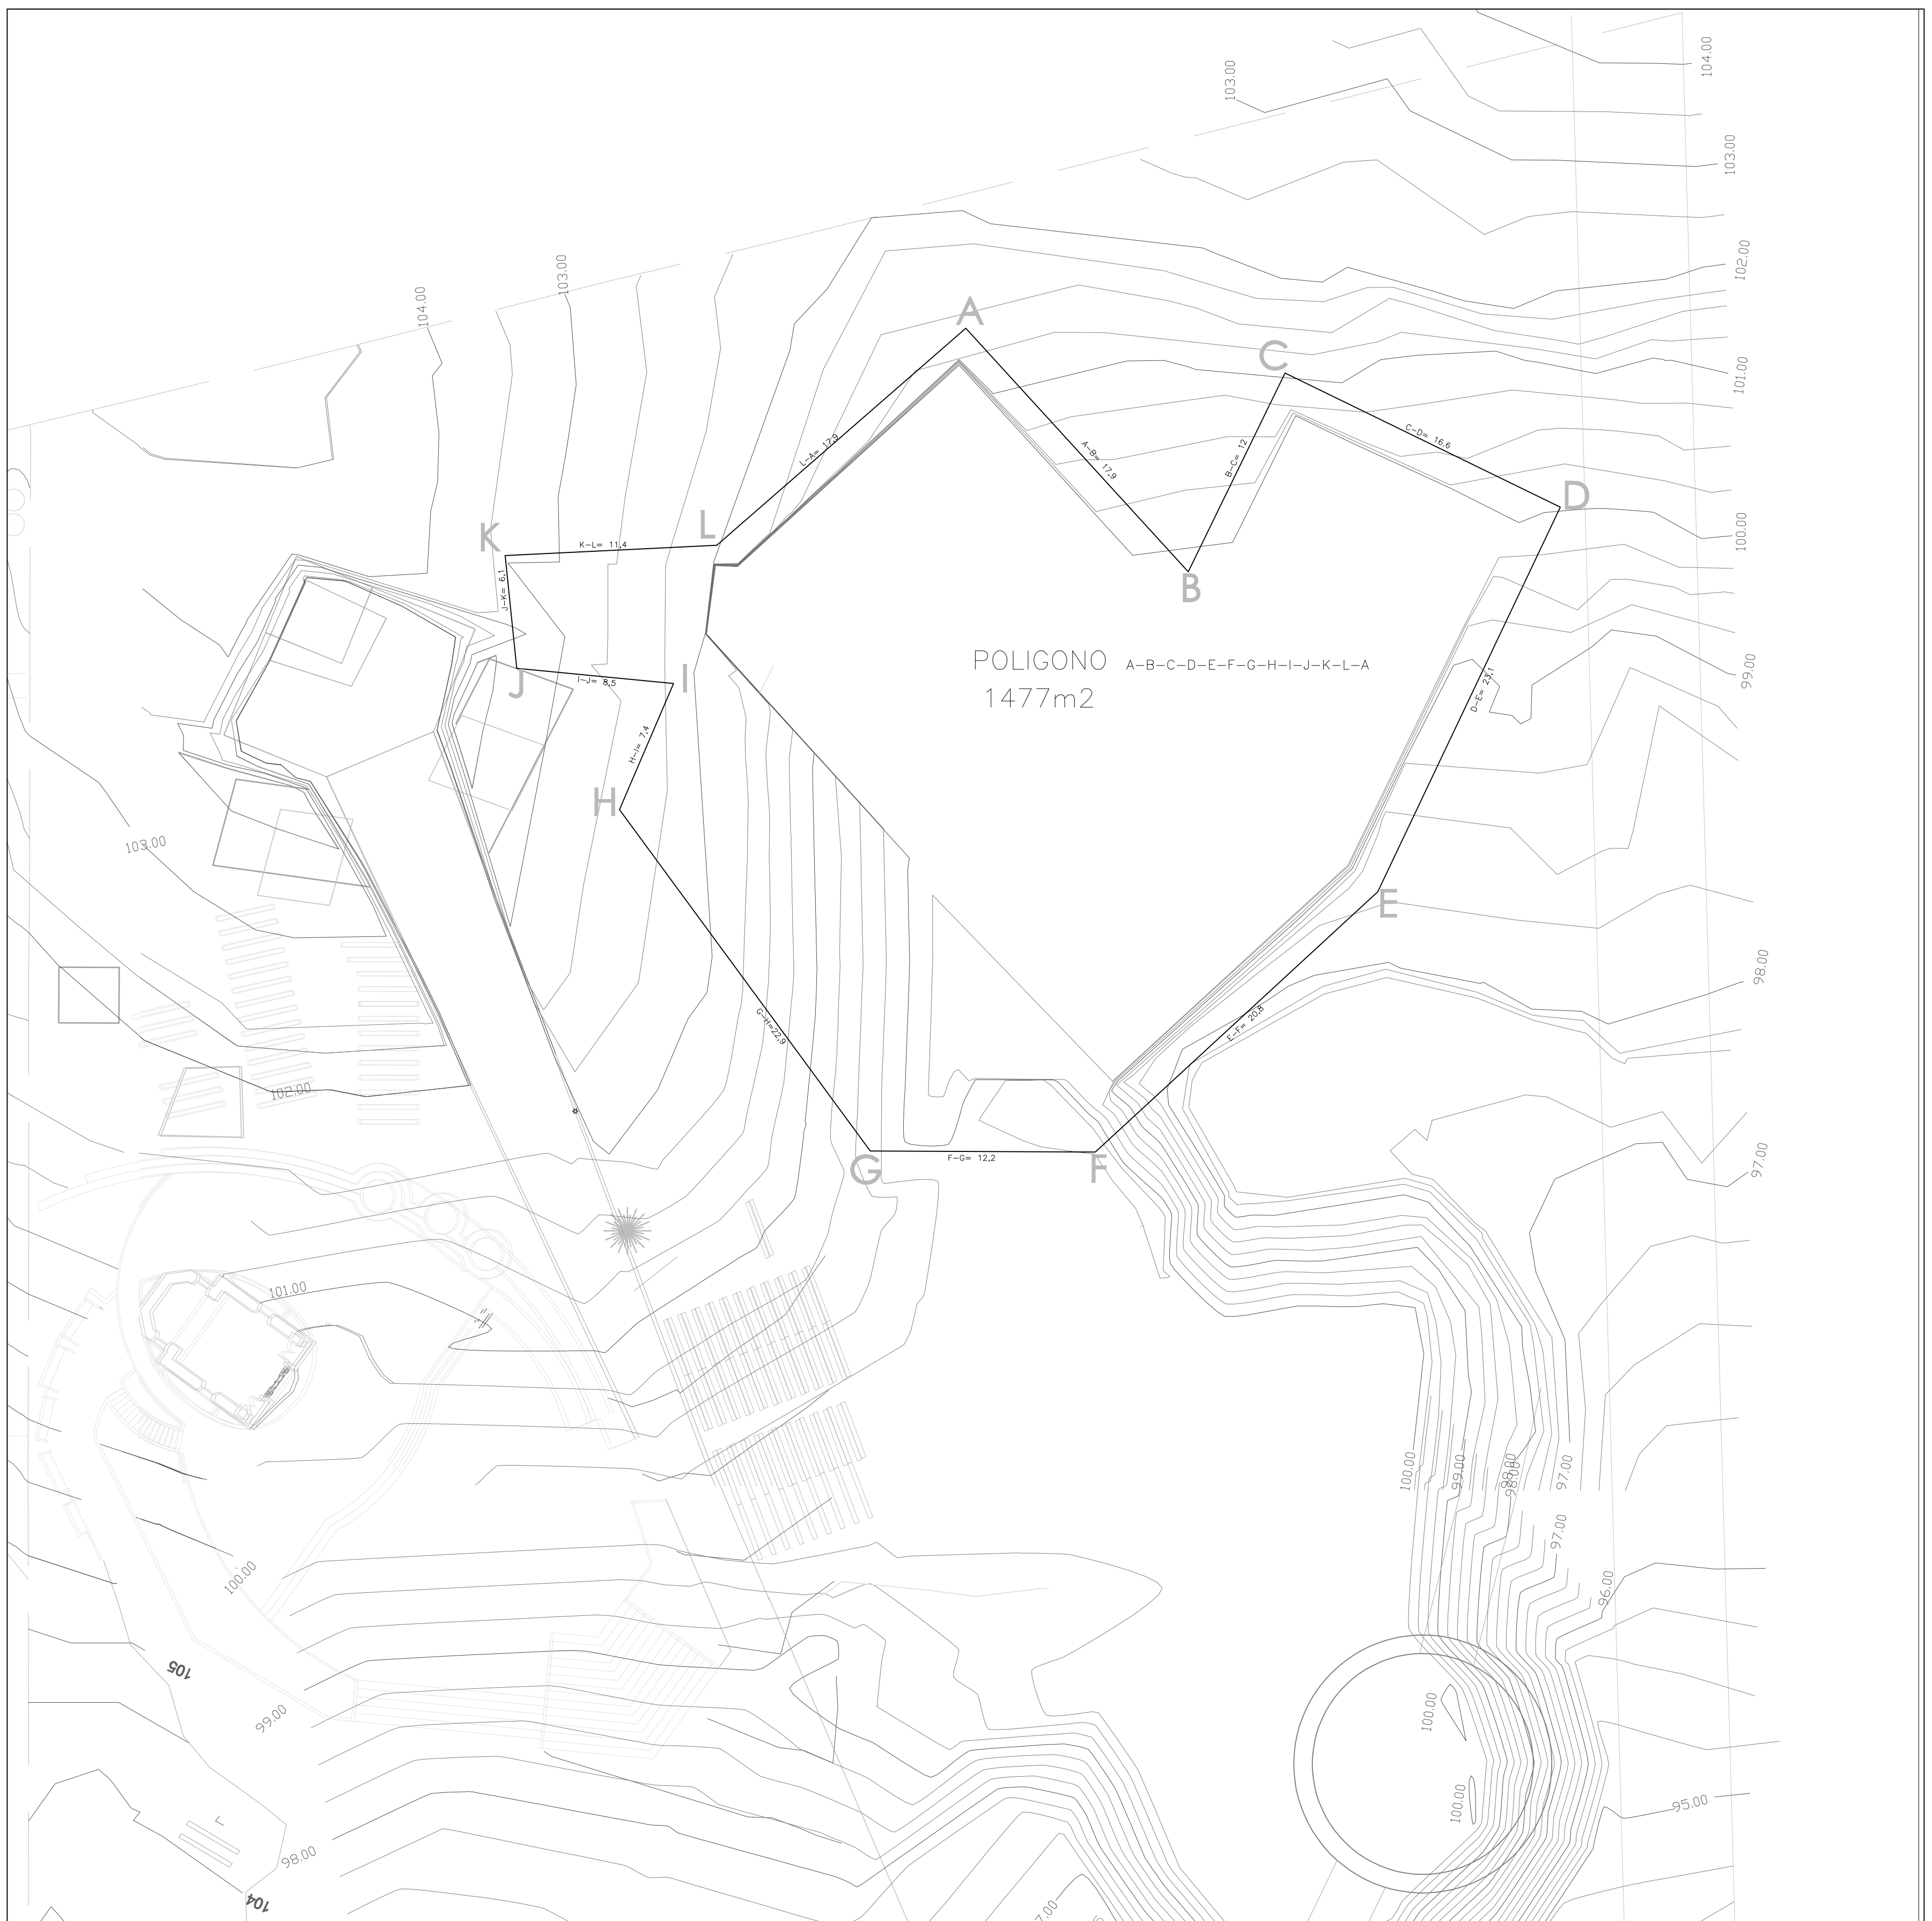 104.00
103.00
103.00
102.00
103.00
104.00
A
C
101.00
L-A= 17,9
A-B= 17,9
B-C= 12
C-D= 16,6
D
K
L
K-L= 11,4
100.00
J-K= 6,1
B
POLIGONO A-B-C-D-E-F-G-H-I-J-K-L-A
1477m2
99.00
J
I-J= 8,5
I
D-E= 23,1
H-I= 7,4
H
103.00
E
98.00
G-H=22,9
E-F= 20,8
102.00
F-G= 12,2
G
F
97.00
101.00
100.00
99.00
98.00
98.00
97.00
97.00
100.00
96.00
105
99.00
100.00
100.00
95.00
98.00
104